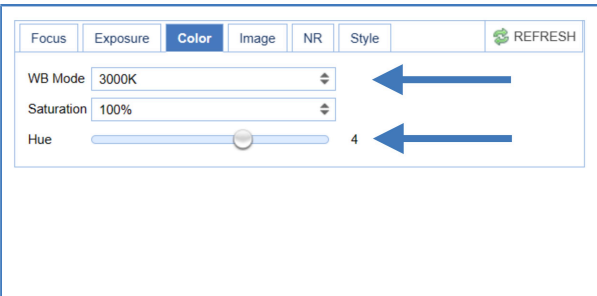 Focus Exposure Color Image NR Style REFRESH
WB Mode 3000K
Saturation 100%
Hue 4